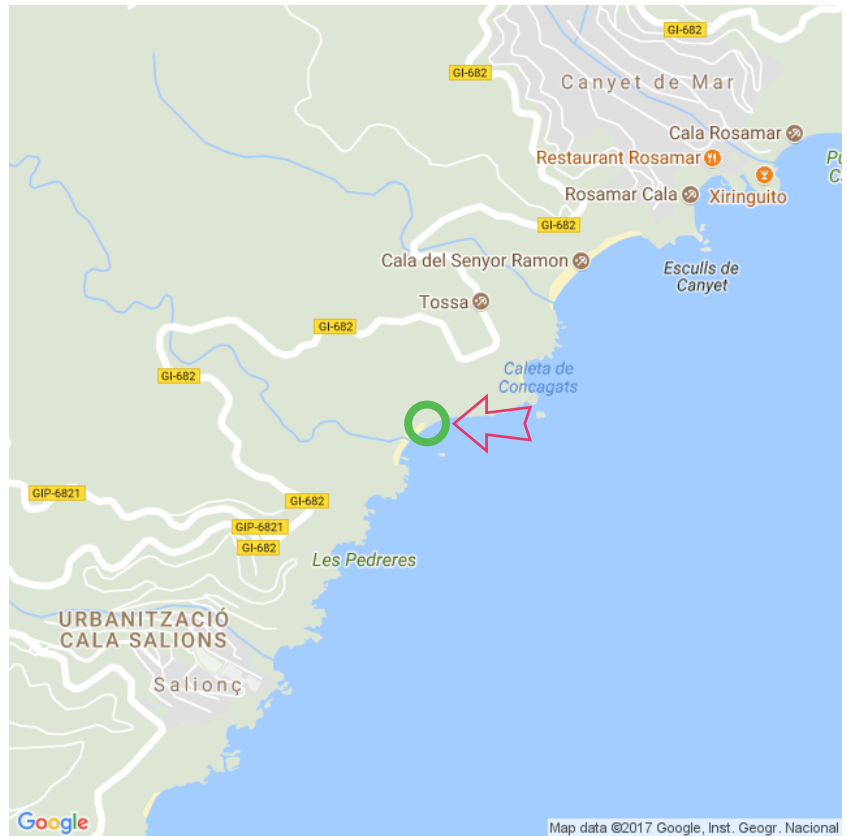 GI-682
GI-682
Canyet de Mar
Cala Rosamar
Restaurant Rosamar
Rosamar Cala
Xiringuito
GI-682
Cala del Senyor Ramon
Esculls de
Canyet
Tossa
GI-682
GI-682
Caleta de
Concagats
GIP-6821
GI-682
GIP-6821
GI-682
Les Pedreres
URBANITZACIÓ
CALA SALIONS
Salionç
Google
Map data ©2017 Google, Inst. Geogr. Nacional